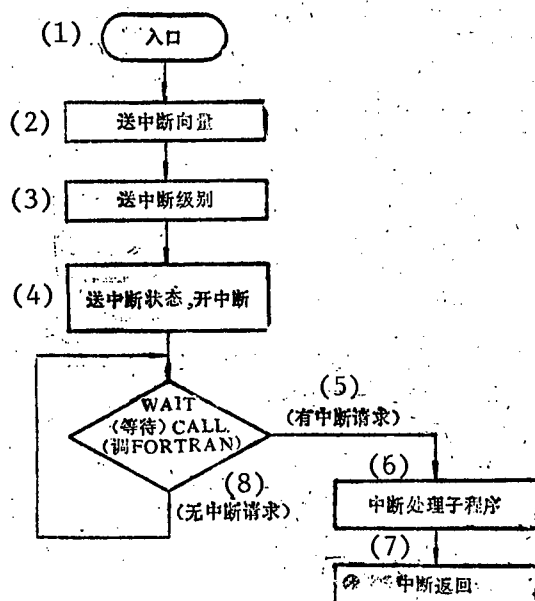 (1) 入口
(2) 送中断向量
(3) 送中断级别
(4) 送中断状态,开中断
WAIT
(等待) CALL.
(调FORTRAN)
(5)
(有中断请求)
(6)
中断处理子程序
(7)
中断返回
(8)
(无中断请求)